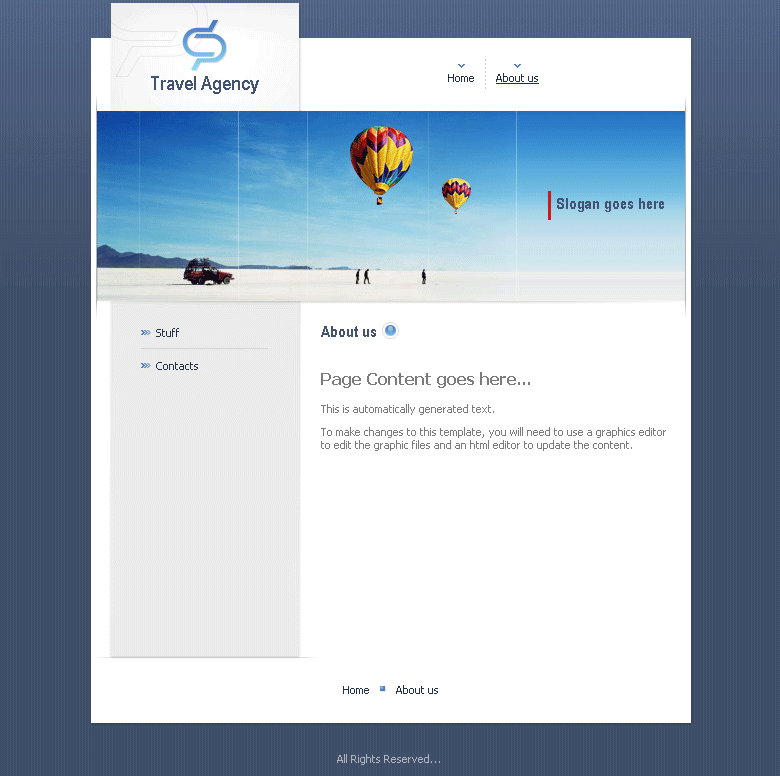 Travel Agency
Home
About us
Slogan goes here
Stuff
Contacts
About us
Page Content goes here...
This is automatically generated text.
To make changes to this template, you will need to use a graphics editor
to edit the graphic files and an html editor to update the content.
Home
About us
All Rights Reserved...